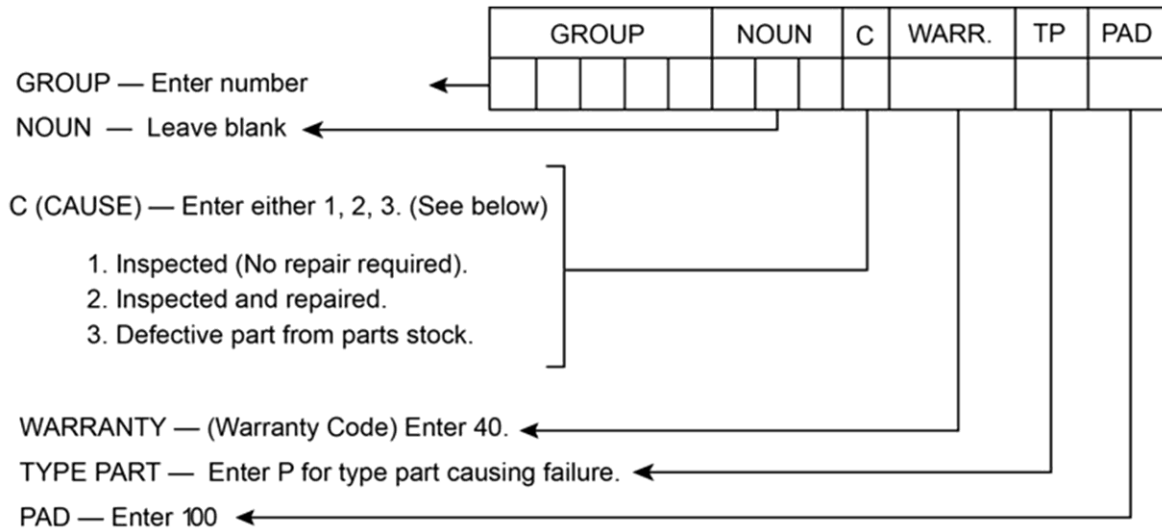 GROUP NOUN C WARR. TP PAD
GROUP — Enter number
NOUN — Leave blank
C (CAUSE) — Enter either 1, 2, 3. (See below)
1. Inspected (No repair required).
2. Inspected and repaired.
3. Defective part from parts stock.
WARRANTY — (Warranty Code) Enter 40.
TYPE PART — Enter P for type part causing failure.
PAD — Enter 100